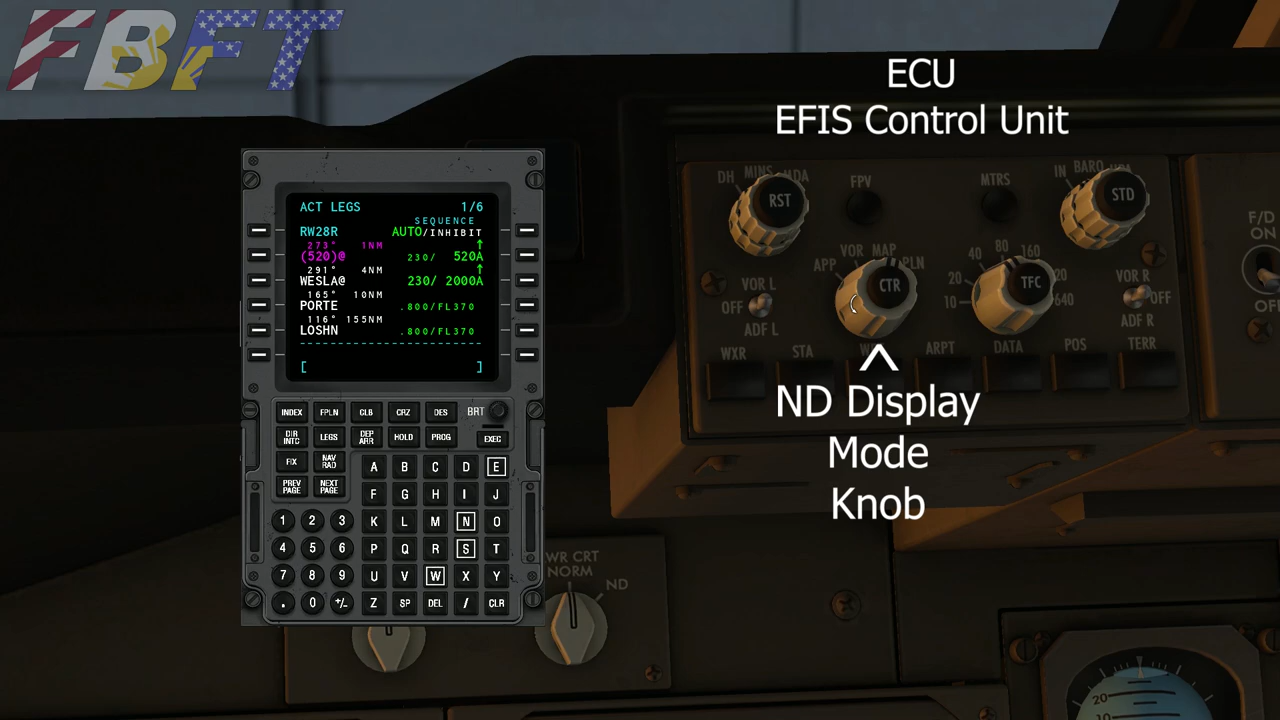 FBFT
ECU
EFIS Control Unit
ND Display
Mode
Knob
ACT LEGS 1/6
SEQUENCE
RW28R AUTO/INHIBIT
273° 1NM ↑
(520)@ 230/ 520A
291° 4NM ↑
WESLA@ 230/ 2000A
165° 10NM
PORTE .800/FL370
116° 155NM
LOSHN .800/FL370
------------------------------
[ ]
INDEX FPLN CLB CRZ DES BRT
DIR INTC LEGS DEP ARR HOLD PROG EXEC
FIX NAV RAD
PREV PAGE NEXT PAGE
A B C D E
F G H I J
1 2 3 K L M N O
4 5 6 P Q R S T
7 8 9 U V W X Y
. 0 +/- Z SP DEL / CLR
DH MINS MDA
RST
FPV
MTRS
IN BARO
STD
APP VOR MAP PLN
CTR
10 20 40 80 160 640
TFC
VOR L
OFF
ADF L
VOR R
OFF
ADF R
WXR STA ARPT DATA POS TERR
F/D
ON
WR CRT
NORM
ND
20
10